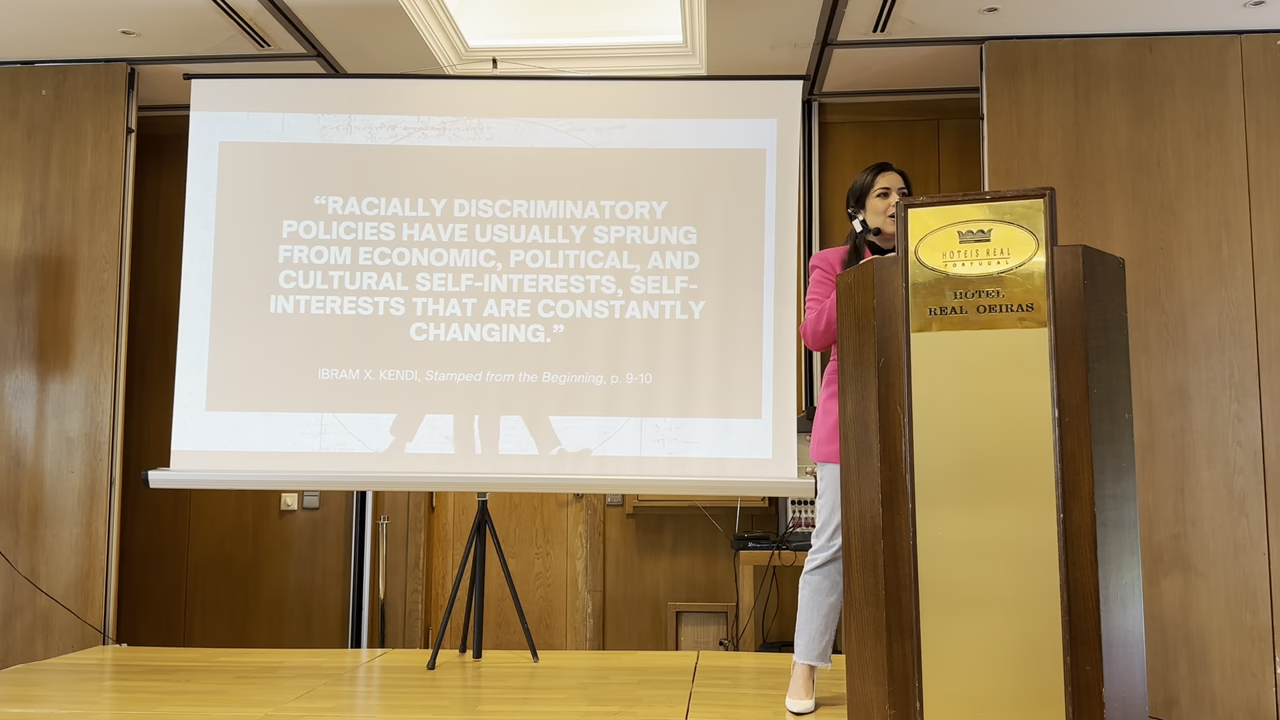 “RACIALLY DISCRIMINATORY
POLICIES HAVE USUALLY SPRUNG
FROM ECONOMIC, POLITICAL, AND
CULTURAL SELF-INTERESTS, SELF-
INTERESTS THAT ARE CONSTANTLY
CHANGING.”
IBRAM X. KENDI, Stamped from the Beginning, p. 9-10
HOTEIS REAL
PORTUGAL
HOTEL
REAL OEIRAS